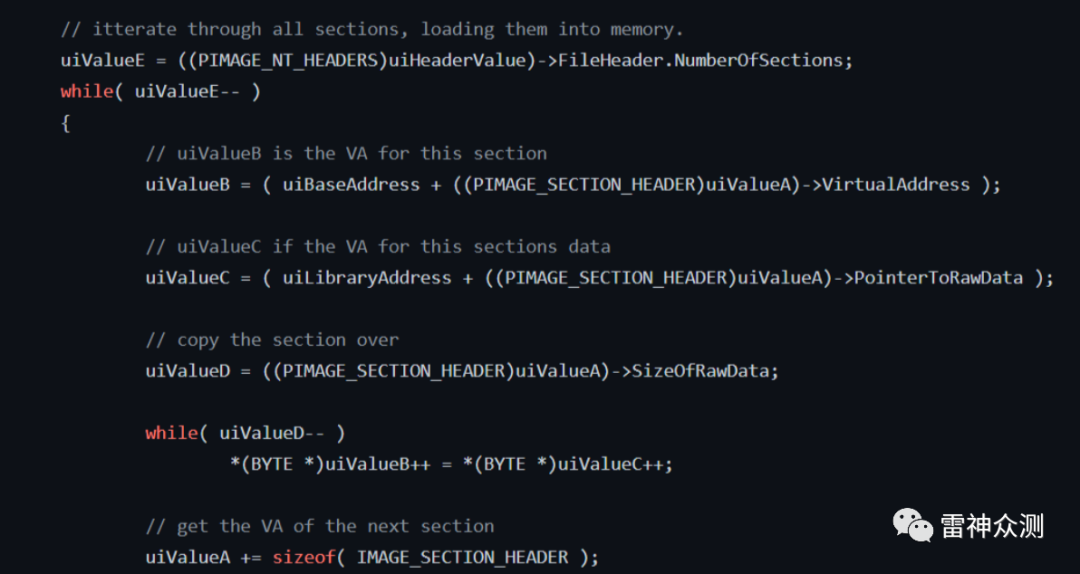 // itterate through all sections, loading them into memory.
uiValueE = ((PIMAGE_NT_HEADERS)uiHeaderValue)->FileHeader.NumberOfSections;
while( uiValueE-- )
{
// uiValueB is the VA for this section
uiValueB = ( uiBaseAddress + ((PIMAGE_SECTION_HEADER)uiValueA)->VirtualAddress );
// uiValueC if the VA for this sections data
uiValueC = ( uiLibraryAddress + ((PIMAGE_SECTION_HEADER)uiValueA)->PointerToRawData );
// copy the section over
uiValueD = ((PIMAGE_SECTION_HEADER)uiValueA)->SizeOfRawData;
while( uiValueD-- )
*(BYTE *)uiValueB++ = *(BYTE *)uiValueC++;
// get the VA of the next section
uiValueA += sizeof( IMAGE_SECTION_HEADER );
雷神众测